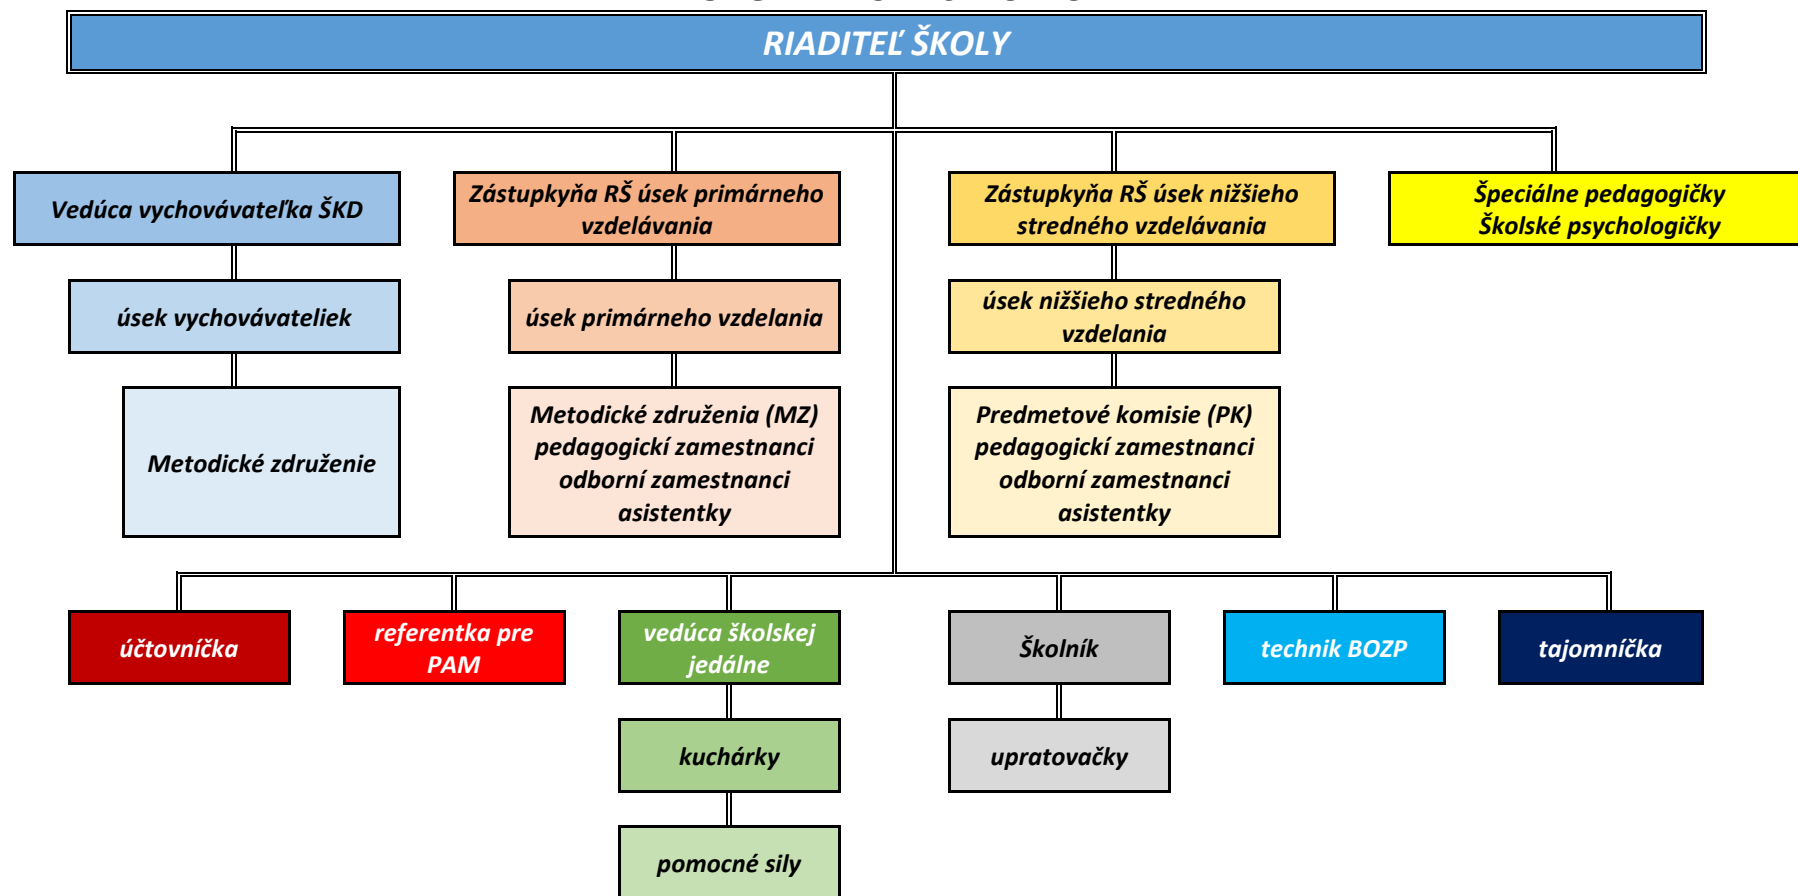 RIADITEĽ ŠKOLY
Vedúca vychovávateľka ŠKD
Zástupkyňa RŠ úsek primárneho
vzdelávania
Zástupkyňa RŠ úsek nižšieho
stredného vzdelávania
Špeciálne pedagogičky
Školské psychologičky
úsek vychovávateliek
úsek primárneho vzdelania
úsek nižšieho stredného
vzdelania
Metodické združenie
Metodické združenia (MZ)
pedagogickí zamestnanci
odborní zamestnanci
asistentky
Predmetové komisie (PK)
pedagogickí zamestnanci
odborní zamestnanci
asistentky
účtovníčka
referentka pre
PAM
vedúca školskej
jedálne
Školník
technik BOZP
tajomníčka
kuchárky
upratovačky
pomocné sily